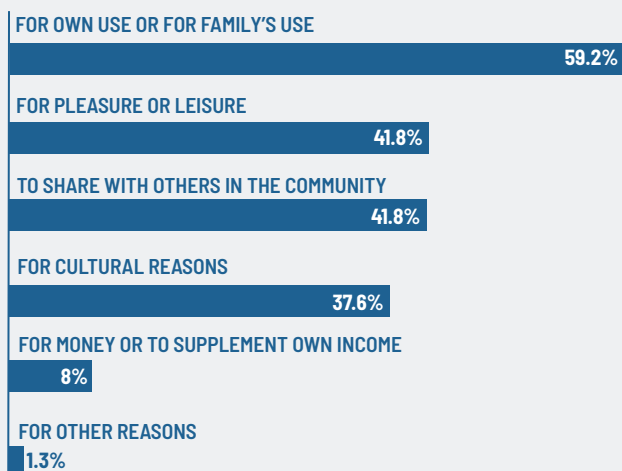 FOR OWN USE OR FOR FAMILY'S USE
59.2%
FOR PLEASURE OR LEISURE
41.8%
TO SHARE WITH OTHERS IN THE COMMUNITY
41.8%
FOR CULTURAL REASONS
37.6%
FOR MONEY OR TO SUPPLEMENT OWN INCOME
8%
FOR OTHER REASONS
1.3%